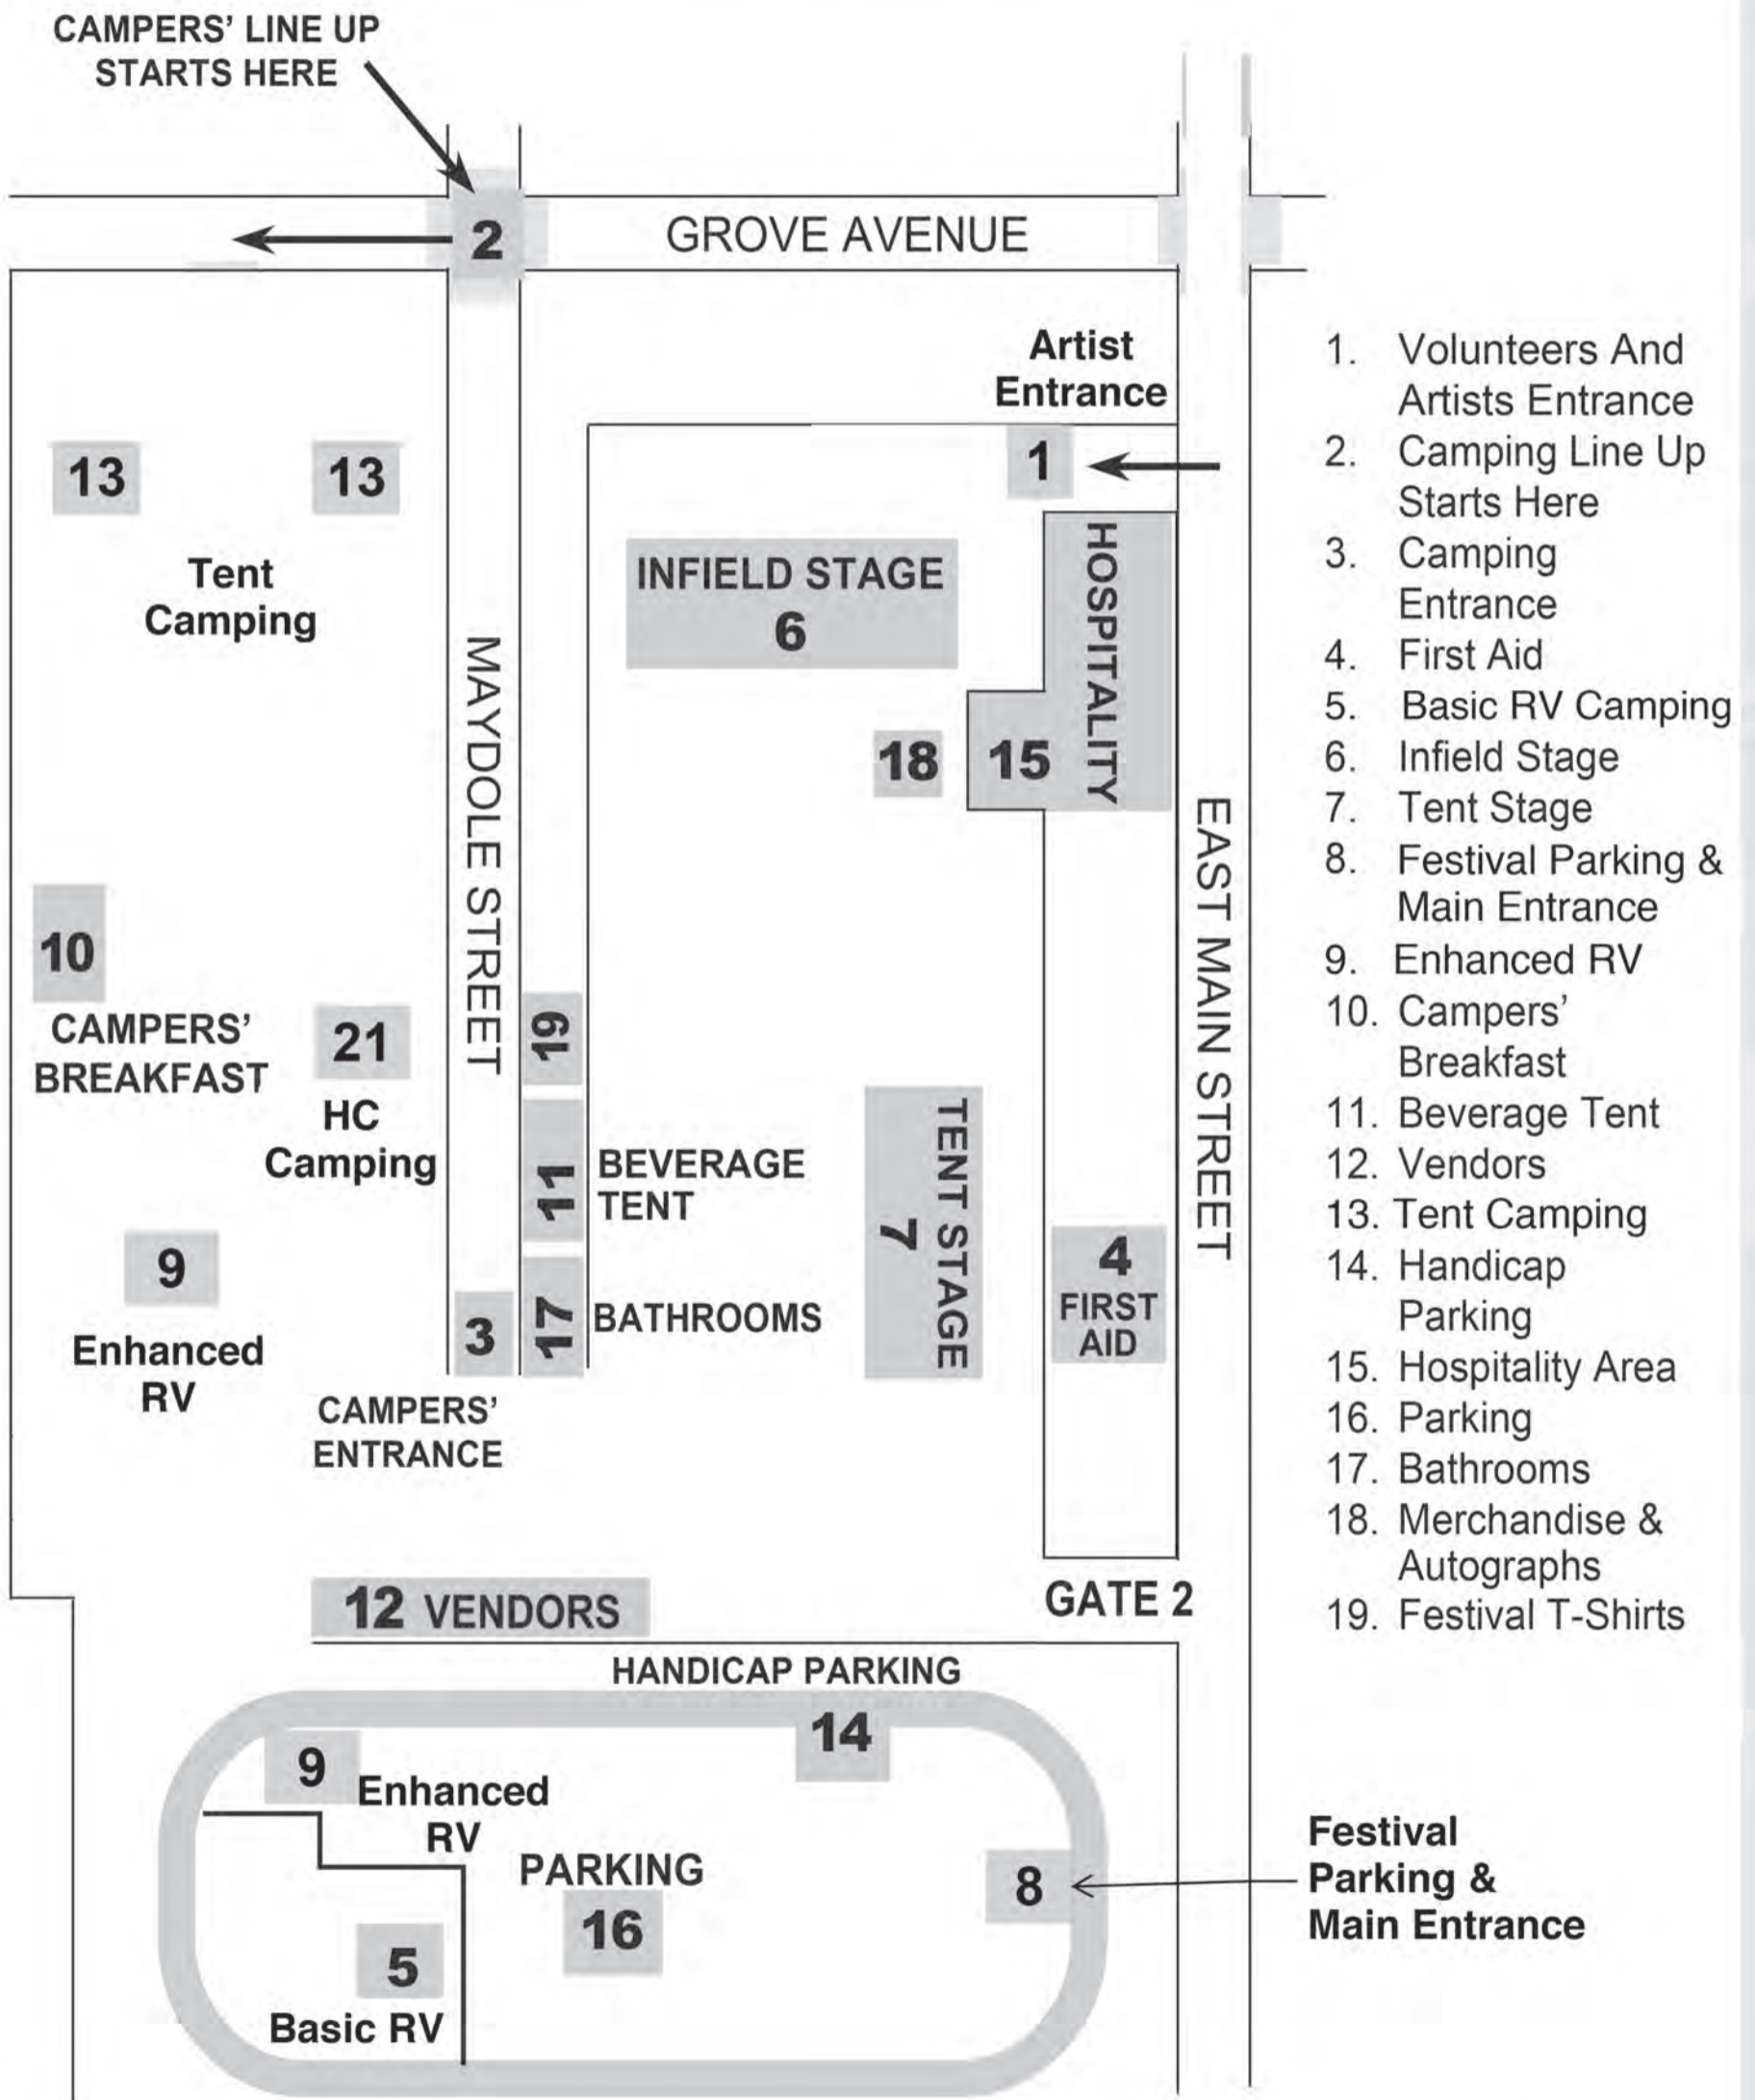 CAMPERS’ LINE UP
STARTS HERE
2
GROVE AVENUE
Artist
Entrance
1
13
13
Tent
Camping
INFIELD STAGE
6
HOSPITALITY
15
18
MAYDOLE STREET
EAST MAIN STREET
10
CAMPERS’
BREAKFAST
21
HC
Camping
19
11
BEVERAGE
TENT
TENT STAGE
7
4
FIRST
AID
9
Enhanced
RV
3
17
BATHROOMS
CAMPERS’
ENTRANCE
12 VENDORS
GATE 2
HANDICAP PARKING
14
9
Enhanced
RV
PARKING
16
8
5
Basic RV
Festival
Parking &
Main Entrance
1. Volunteers And
Artists Entrance
2. Camping Line Up
Starts Here
3. Camping
Entrance
4. First Aid
5. Basic RV Camping
6. Infield Stage
7. Tent Stage
8. Festival Parking &
Main Entrance
9. Enhanced RV
10. Campers’
Breakfast
11. Beverage Tent
12. Vendors
13. Tent Camping
14. Handicap
Parking
15. Hospitality Area
16. Parking
17. Bathrooms
18. Merchandise &
Autographs
19. Festival T-Shirts